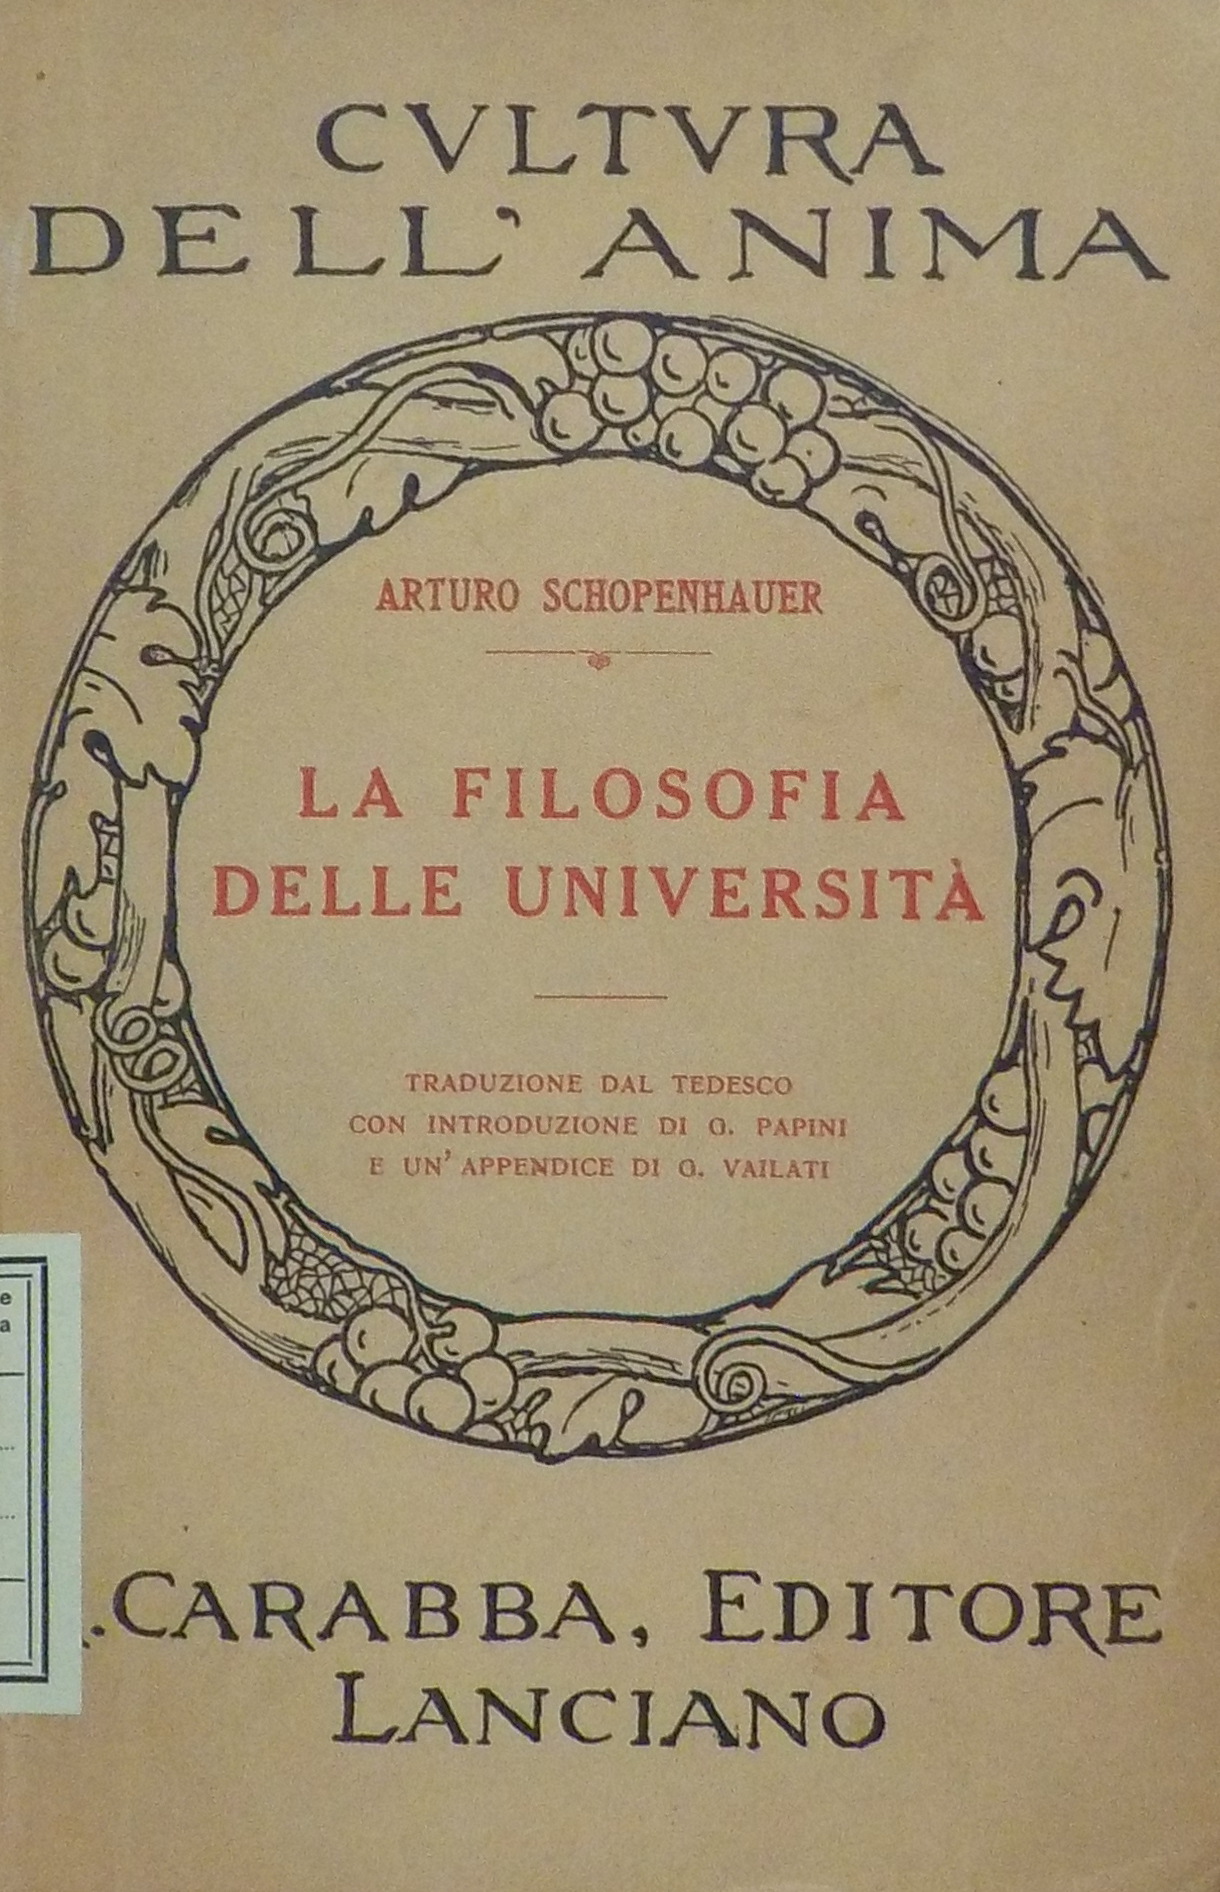 CVLTVRA
DELL' ANIMA
ARTURO SCHOPENHAUER
LA FILOSOFIA
DELLE UNIVERSITÀ
TRADUZIONE DAL TEDESCO
CON INTRODUZIONE DI G. PAPINI
E UN' APPENDICE DI G. VAILATI
e
a
CARABBA, EDITORE
LANCIANO